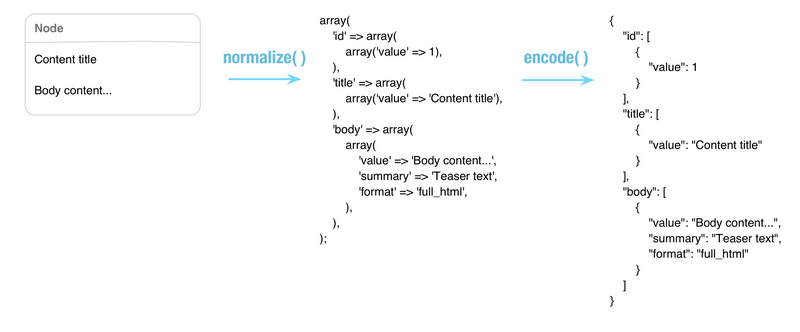 Node
Content title
Body content...
normalize( )
array(
'id' => array(
array('value' => 1),
),
'title' => array(
array('value' => 'Content title'),
),
'body' => array(
array(
'value' => 'Body content...',
'summary' => 'Teaser text',
'format' => 'full_html',
),
),
);
encode( )
{
"id": [
{
"value": 1
}
],
"title": [
{
"value": "Content title"
}
],
"body": [
{
"value": "Body content...",
"summary": "Teaser text",
"format": "full_html"
}
]
}